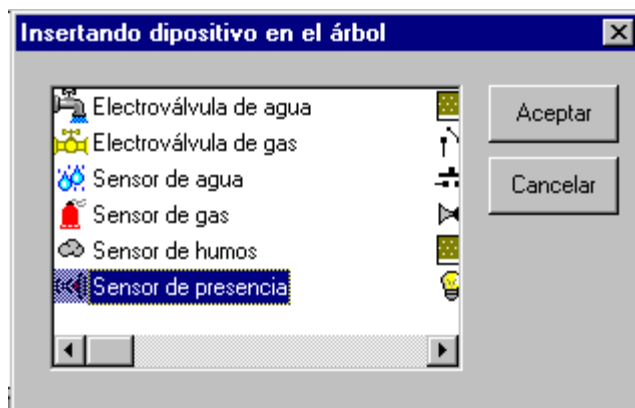 Insertando dipositivo en el árbol
Electroválvula de agua
Electroválvula de gas
Sensor de agua
Sensor de gas
Sensor de humos
Sensor de presencia
Aceptar
Cancelar